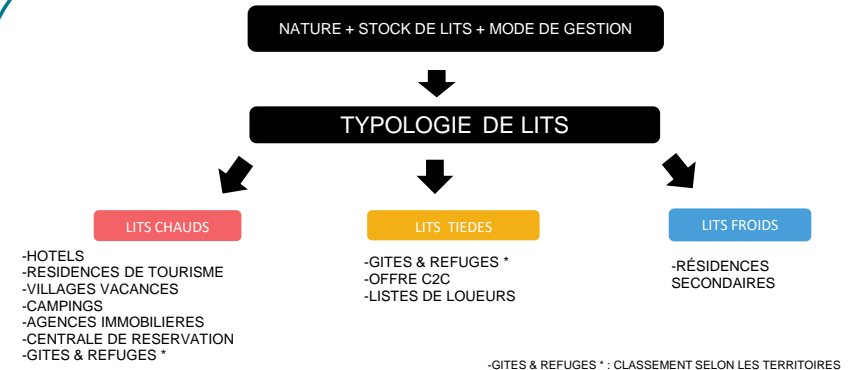 NATURE + STOCK DE LITS + MODE DE GESTION
TYPOLOGIE DE LITS
LITS CHAUDS
-HOTELS
-RESIDENCES DE TOURISME
-VILLAGES VACANCES
-CAMPINGS
-AGENCES IMMOBILIERES
-CENTRALE DE RESERVATION
-GITES & REFUGES *
LITS TIEDES
-GITES & REFUGES *
-OFFRE C2C
-LISTES DE LOUEURS
LITS FROIDS
-RÉSIDENCES
SECONDAIRES
-GITES & REFUGES * : CLASSEMENT SELON LES TERRITOIRES